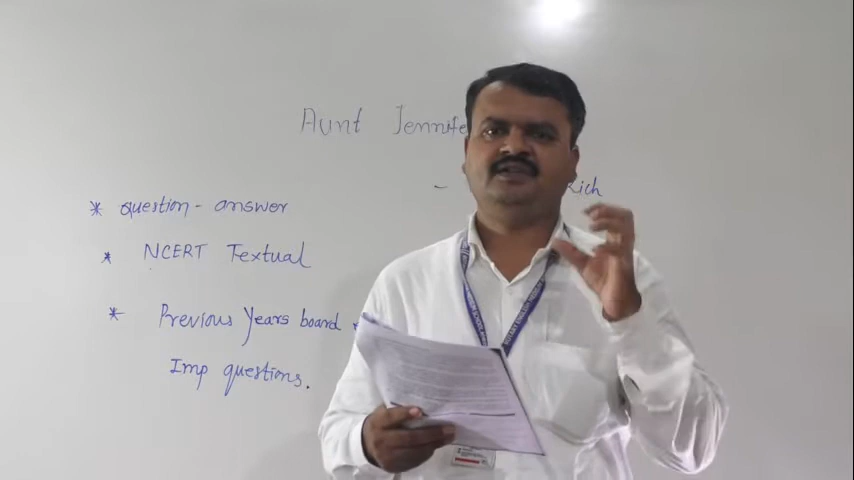 Aunt Jennife
- Rich
* question - answer
* NCERT Textual
* Previous Years board
Imp questions.